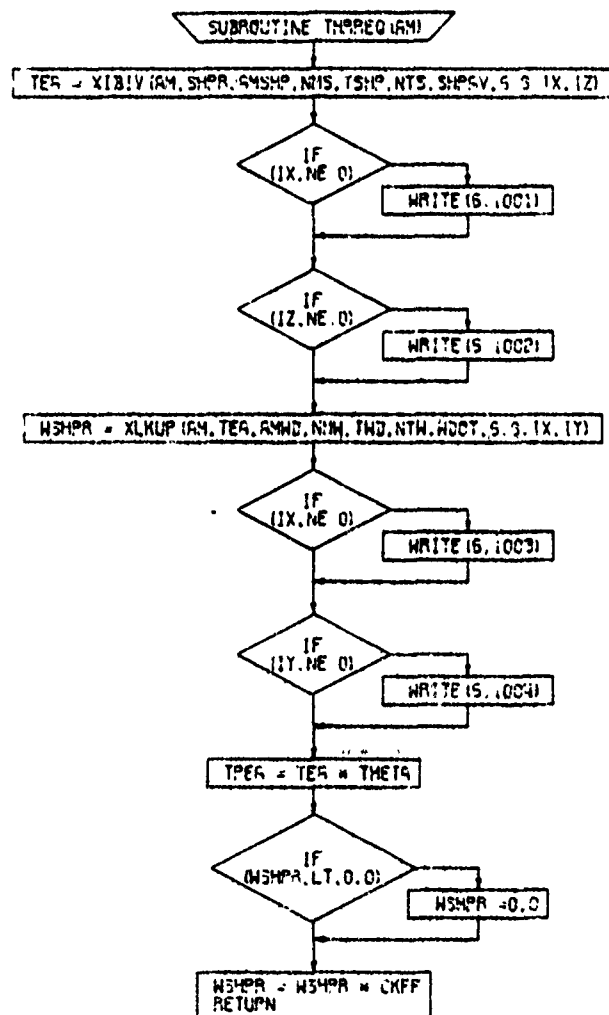 SUBROUTINE THPREQ(AM)
TEA = XIBIV(AM,SHPR,AMSHP,NMS,TSHP,NTS,SHPAV,S,S,IX,IZ)
IF
(IX.NE.0)
WRITE(6,1001)
IF
(IZ.NE.0)
WRITE(6,1002)
WSHPR = XLKUP(AM,TEA,AMWD,NMW,TWD,NTW,WDOT,S,S,IX,IY)
IF
(IX.NE.0)
WRITE(6,1003)
IF
(IY.NE.0)
WRITE(6,1004)
TPEA = TEA * THETA
IF
(WSHPR.LT.0.0)
WSHPR =0.0
WSHPR = WSHPR * CKFF
RETURN